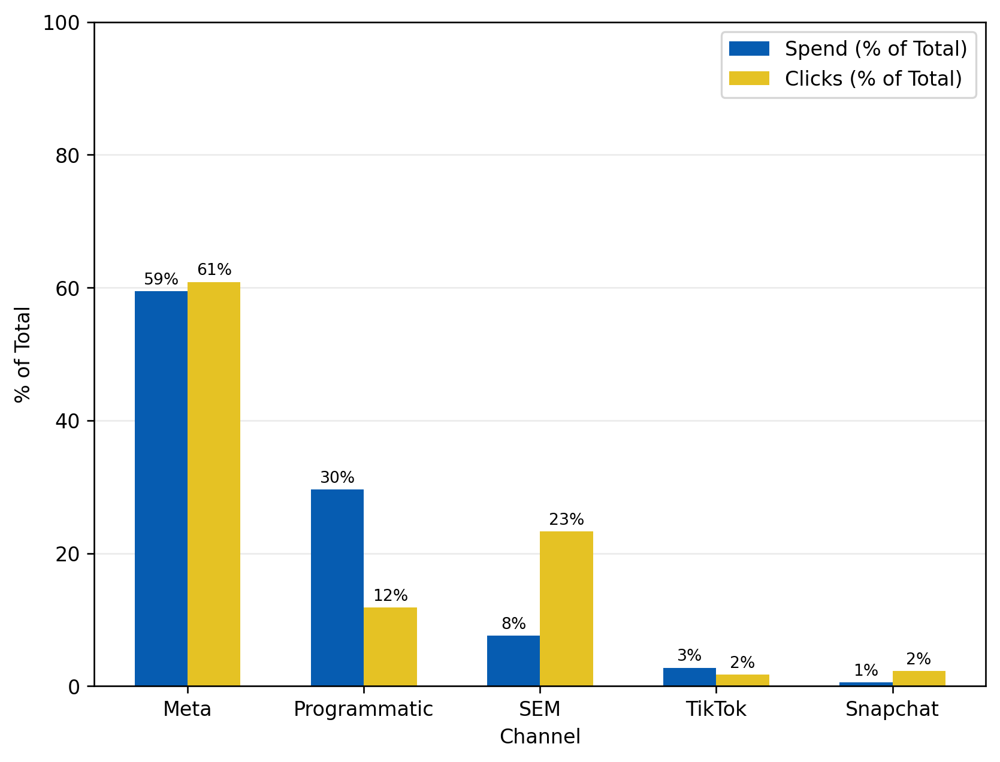 100
80
60
40
20
0
% of Total
Spend (% of Total)
Clicks (% of Total)
59%
61%
30%
12%
8%
23%
3%
2%
1%
2%
Meta
Programmatic
SEM
TikTok
Snapchat
Channel